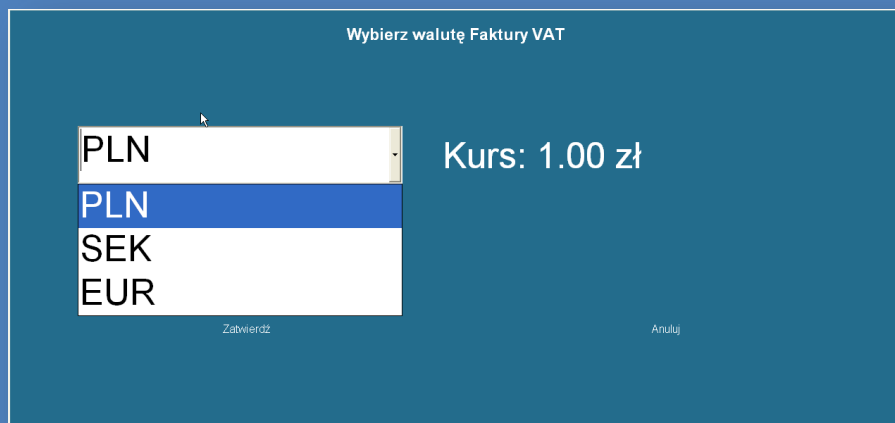 Wybierz walutę Faktury VAT
PLN
Kurs: 1.00 zł
PLN
SEK
EUR
Zatwierdź
Anuluj